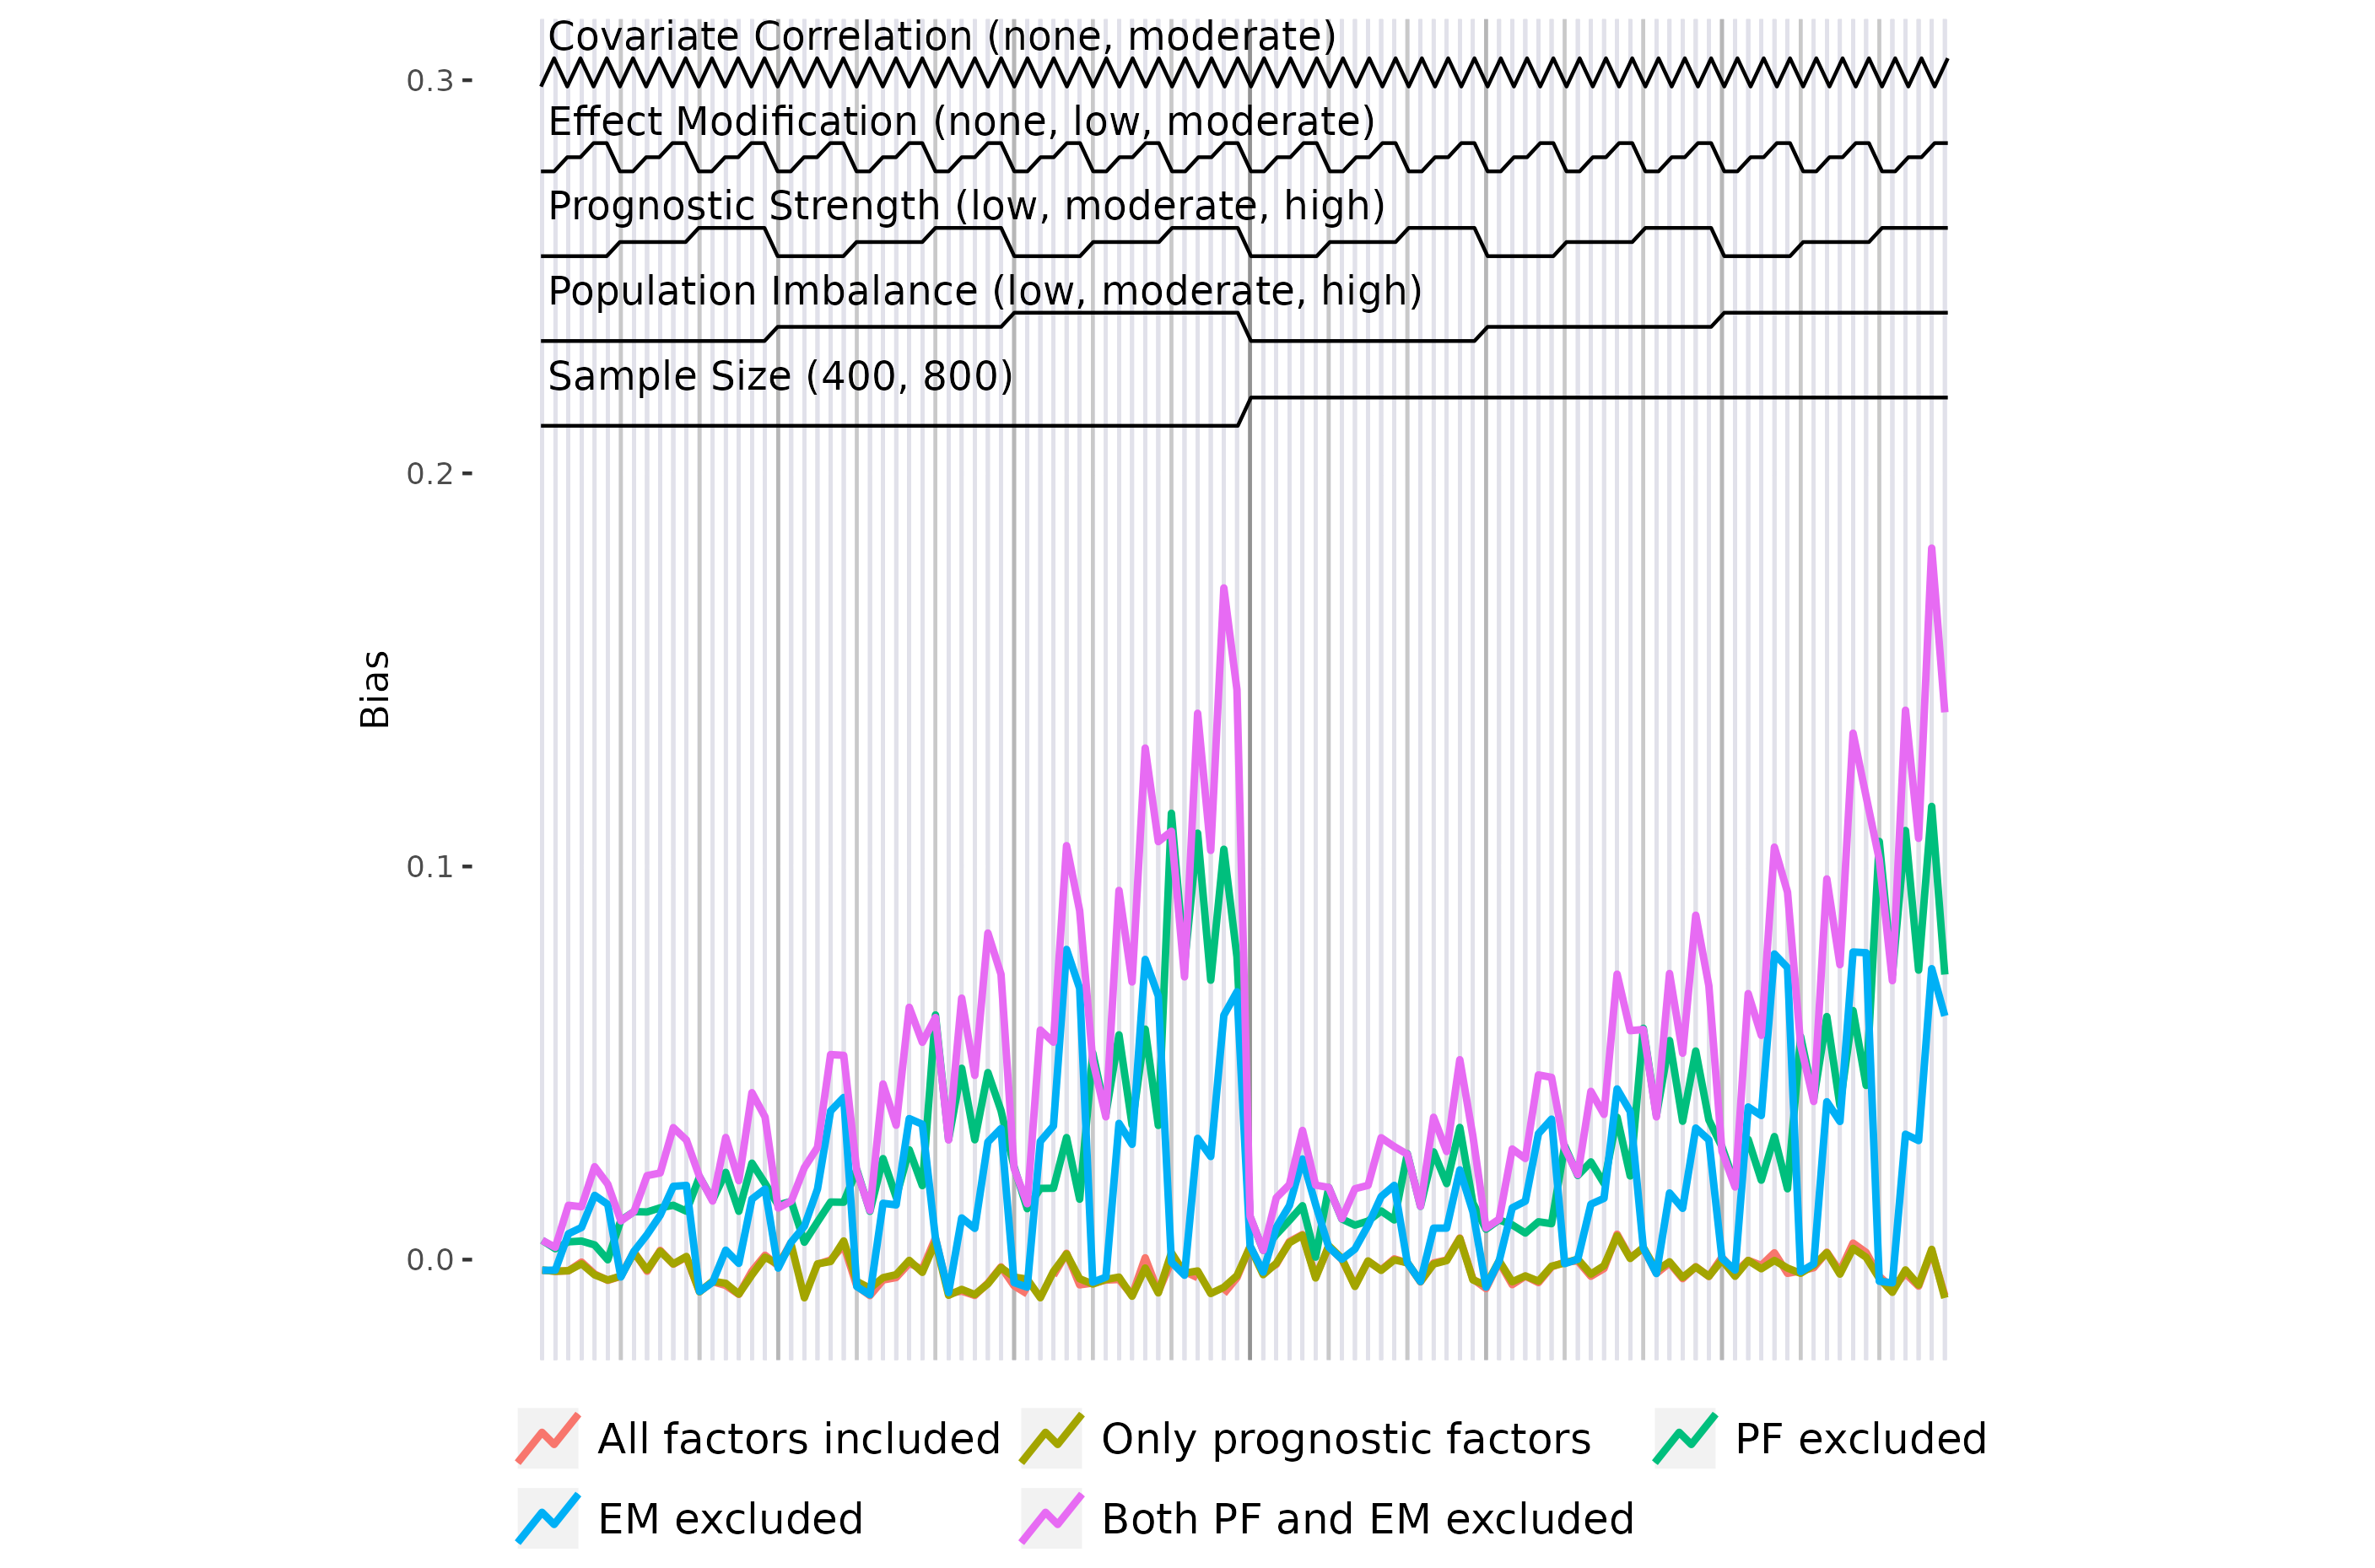 Covariate Correlation (none, moderate)
0.3
Effect Modification (none, low, moderate)
Prognostic Strength (low, moderate, high)
Population Imbalance (low, moderate, high)
Sample Size (400, 800)
0.2
Bias
0.1
0.0
All factors included
Only prognostic factors
PF excluded
EM excluded
Both PF and EM excluded